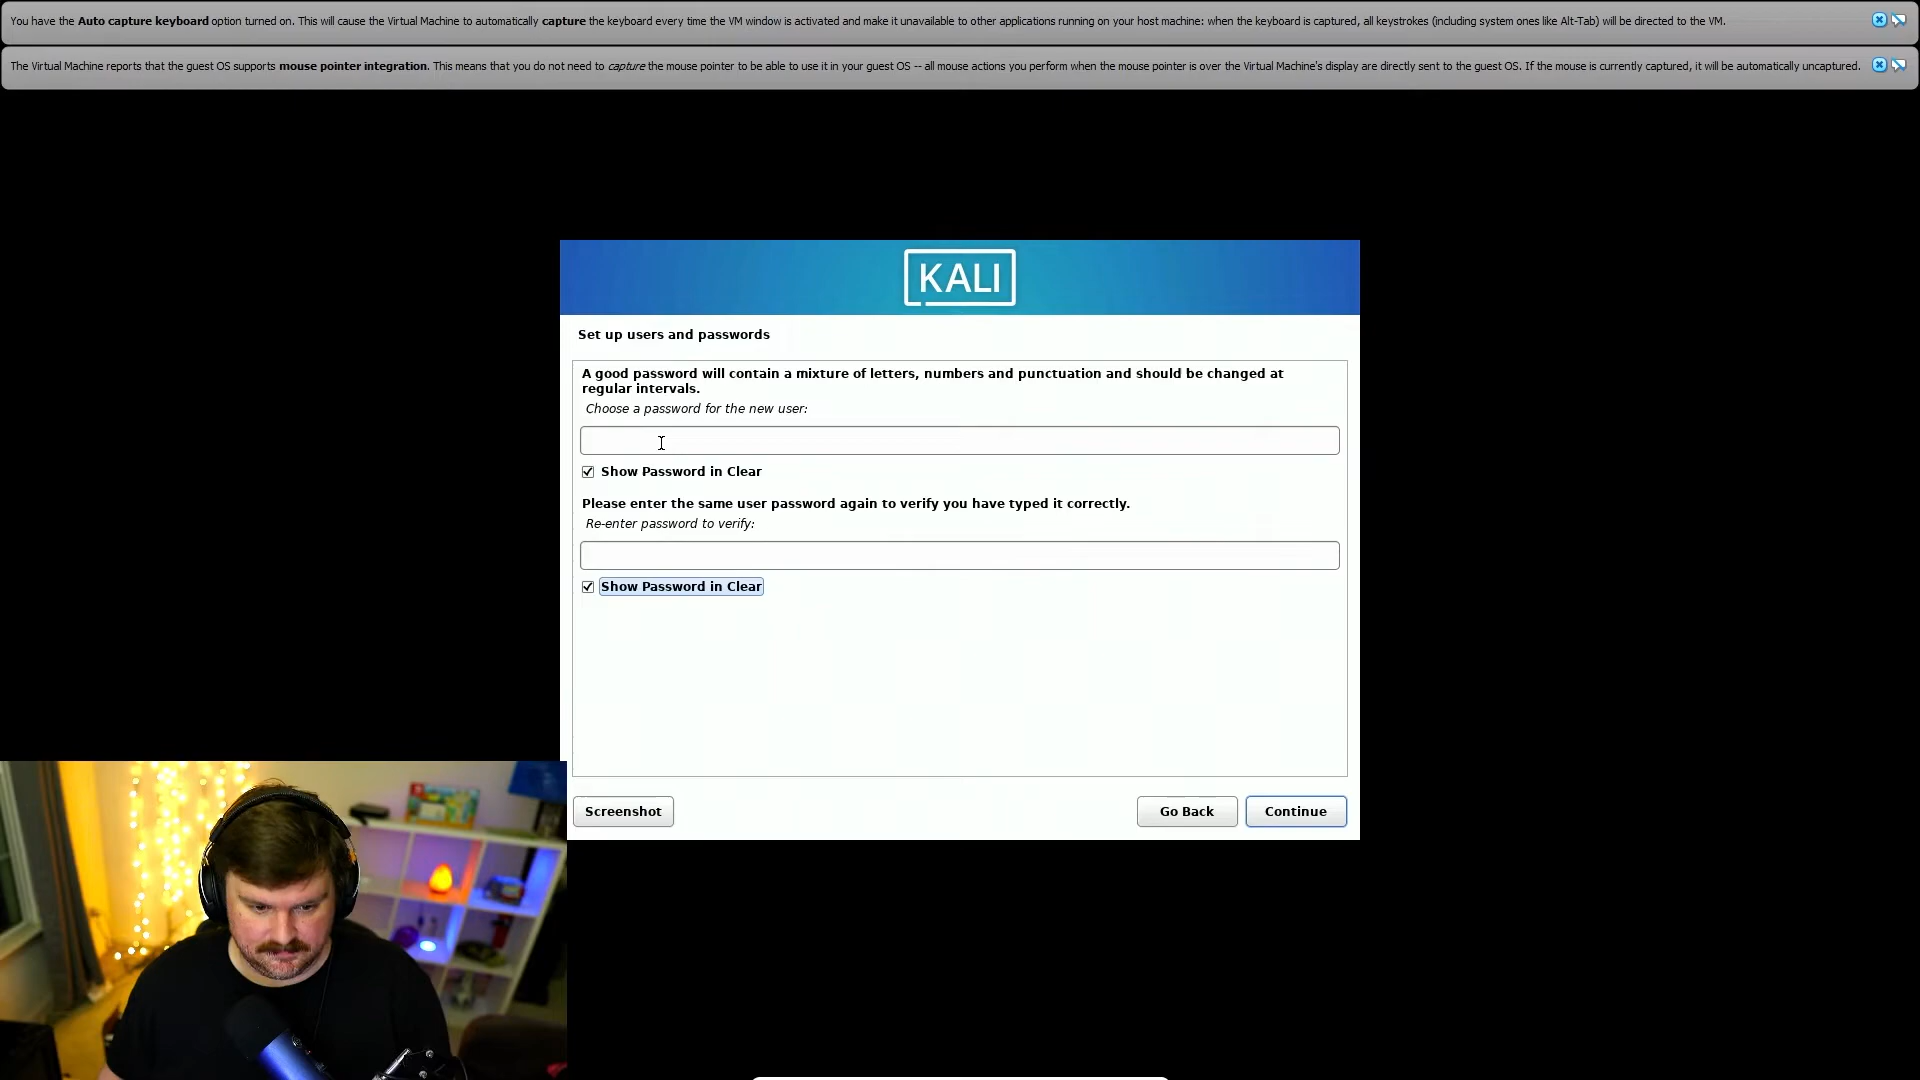 You have the Auto capture keyboard option turned on. This will cause the Virtual Machine to automatically capture the keyboard every time the VM window is activated and make it unavailable to other applications running on your host machine: when the keyboard is captured, all keystrokes (including system ones like Alt-Tab) will be directed to the VM.
The Virtual Machine reports that the guest OS supports mouse pointer integration. This means that you do not need to capture the mouse pointer to be able to use it in your guest OS -- all mouse actions you perform when the mouse pointer is over the Virtual Machine's display are directly sent to the guest OS. If the mouse is currently captured, it will be automatically uncaptured.
KALI
Set up users and passwords
A good password will contain a mixture of letters, numbers and punctuation and should be changed at
regular intervals.
Choose a password for the new user:
Show Password in Clear
Please enter the same user password again to verify you have typed it correctly.
Re-enter password to verify:
Show Password in Clear
Screenshot
Go Back
Continue